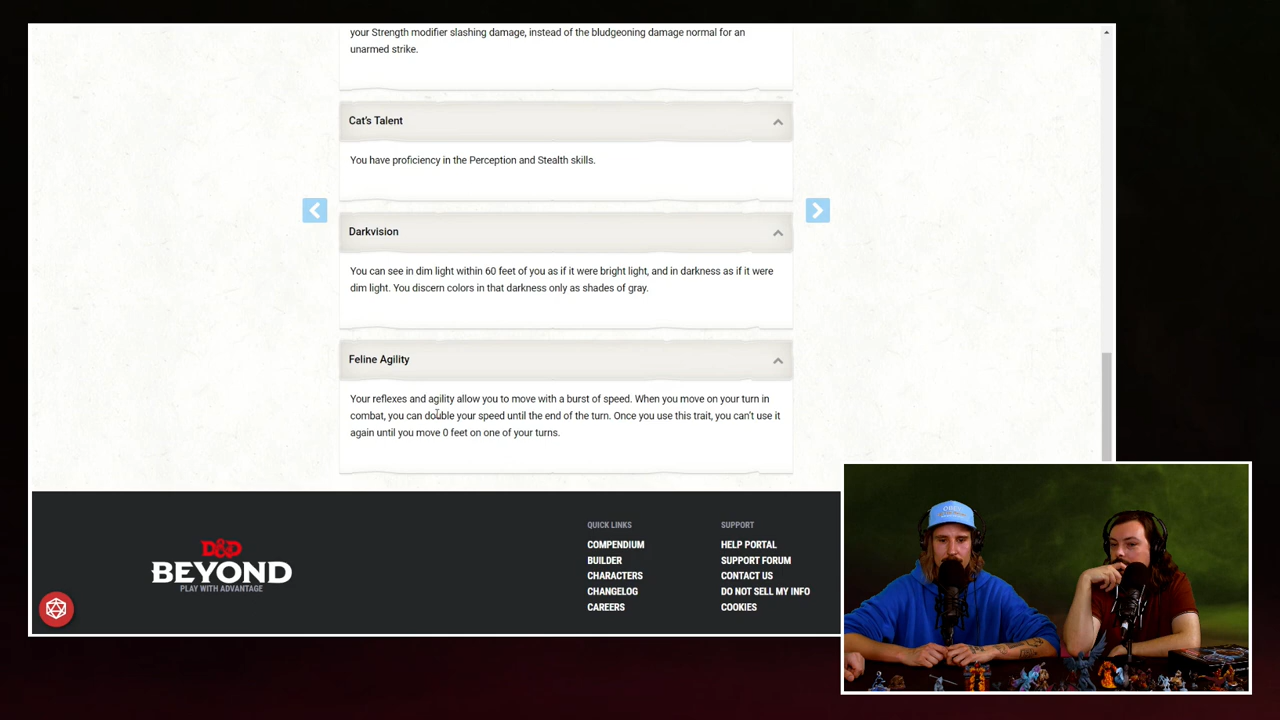 your Strength modifier slashing damage, instead of the bludgeoning damage normal for an
unarmed strike.
Cat's Talent
You have proficiency in the Perception and Stealth skills.
Darkvision
You can see in dim light within 60 feet of you as if it were bright light, and in darkness as if it were
dim light. You discern colors in that darkness only as shades of gray.
Feline Agility
Your reflexes and agility allow you to move with a burst of speed. When you move on your turn in
combat, you can double your speed until the end of the turn. Once you use this trait, you can't use it
again until you move 0 feet on one of your turns.
D&D
BEYOND
PLAY WITH ADVANTAGE
QUICK LINKS
COMPENDIUM
BUILDER
CHARACTERS
CHANGELOG
CAREERS
SUPPORT
HELP PORTAL
SUPPORT FORUM
CONTACT US
DO NOT SELL MY INFO
COOKIES